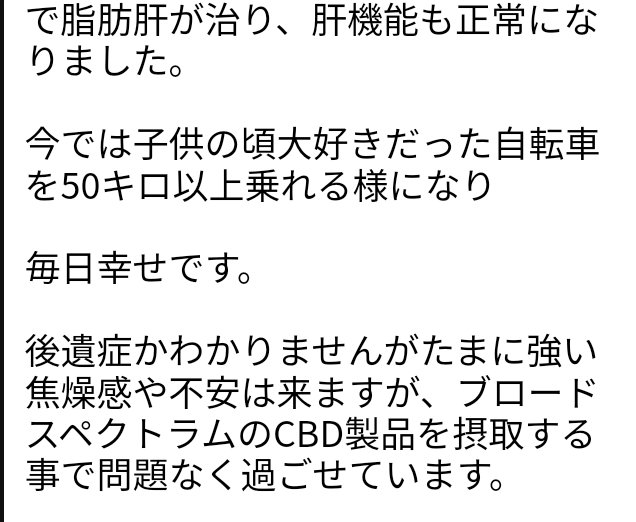 で脂肪肝が治り、肝機能も正常にな
りました。
今では子供の頃大好きだった自転車
を50キロ以上乗れる様になり
毎日幸せです。
後遺症かわかりませんがたまに強い
焦燥感や不安は来ますが、ブロード
スペクトラムのCBD製品を摂取する
事で問題なく過ごせています。